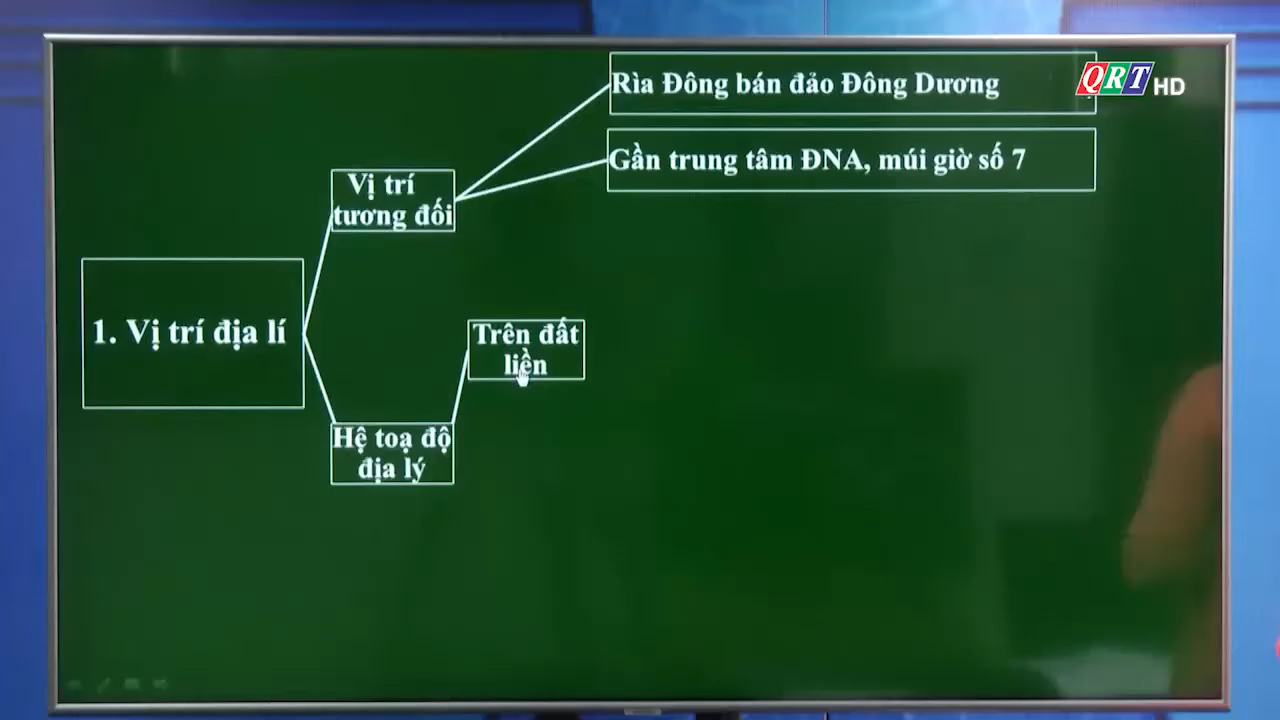 Rìa Đông bán đảo Đông Dương
QRT HD
Gần trung tâm ĐNA, múi giờ số 7
Vị trí
tương đối
1. Vị trí địa lí
Trên đất
liền
Hệ toạ độ
địa lý